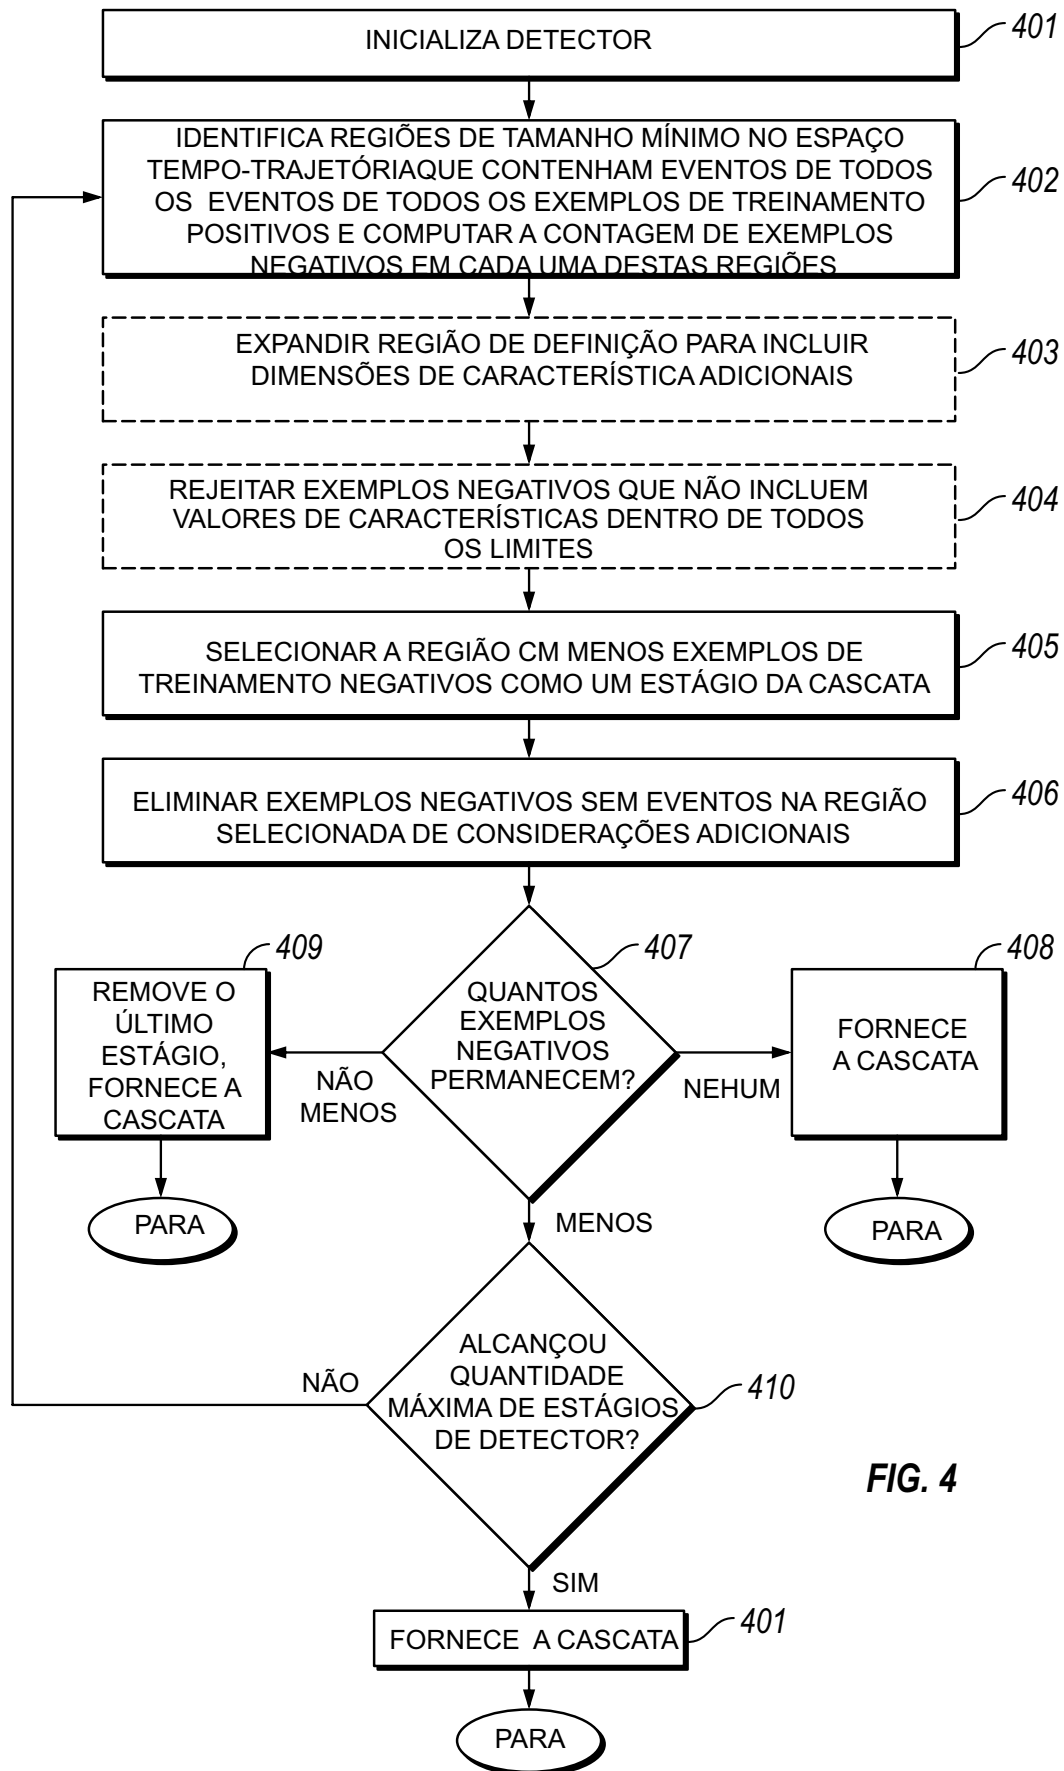 INICIALIZA DETECTOR
401
IDENTIFICA REGIÕES DE TAMANHO MÍNIMO NO ESPAÇO
TEMPO-TRAJETÓRIAQUE CONTENHAM EVENTOS DE TODOS
OS EVENTOS DE TODOS OS EXEMPLOS DE TREINAMENTO
POSITIVOS E COMPUTAR A CONTAGEM DE EXEMPLOS
NEGATIVOS EM CADA UMA DESTAS REGIÕES
402
EXPANDIR REGIÃO DE DEFINIÇÃO PARA INCLUIR
DIMENSÕES DE CARACTERÍSTICA ADICIONAIS
403
REJEITAR EXEMPLOS NEGATIVOS QUE NÃO INCLUEM
VALORES DE CARACTERÍSTICAS DENTRO DE TODOS
OS LIMITES
404
SELECIONAR A REGIÃO CM MENOS EXEMPLOS DE
TREINAMENTO NEGATIVOS COMO UM ESTÁGIO DA CASCATA
405
ELIMINAR EXEMPLOS NEGATIVOS SEM EVENTOS NA REGIÃO
SELECIONADA DE CONSIDERAÇÕES ADICIONAIS
406
409
REMOVE O
ÚLTIMO
ESTÁGIO,
FORNECE A
CASCATA
NÃO
MENOS
407
QUANTOS
EXEMPLOS
NEGATIVOS
PERMANECEM?
NEHUM
408
FORNECE
A CASCATA
PARA
MENOS
PARA
NÃO
ALCANÇOU
QUANTIDADE
MÁXIMA DE ESTÁGIOS
DE DETECTOR?
410
FIG. 4
SIM
FORNECE A CASCATA
401
PARA